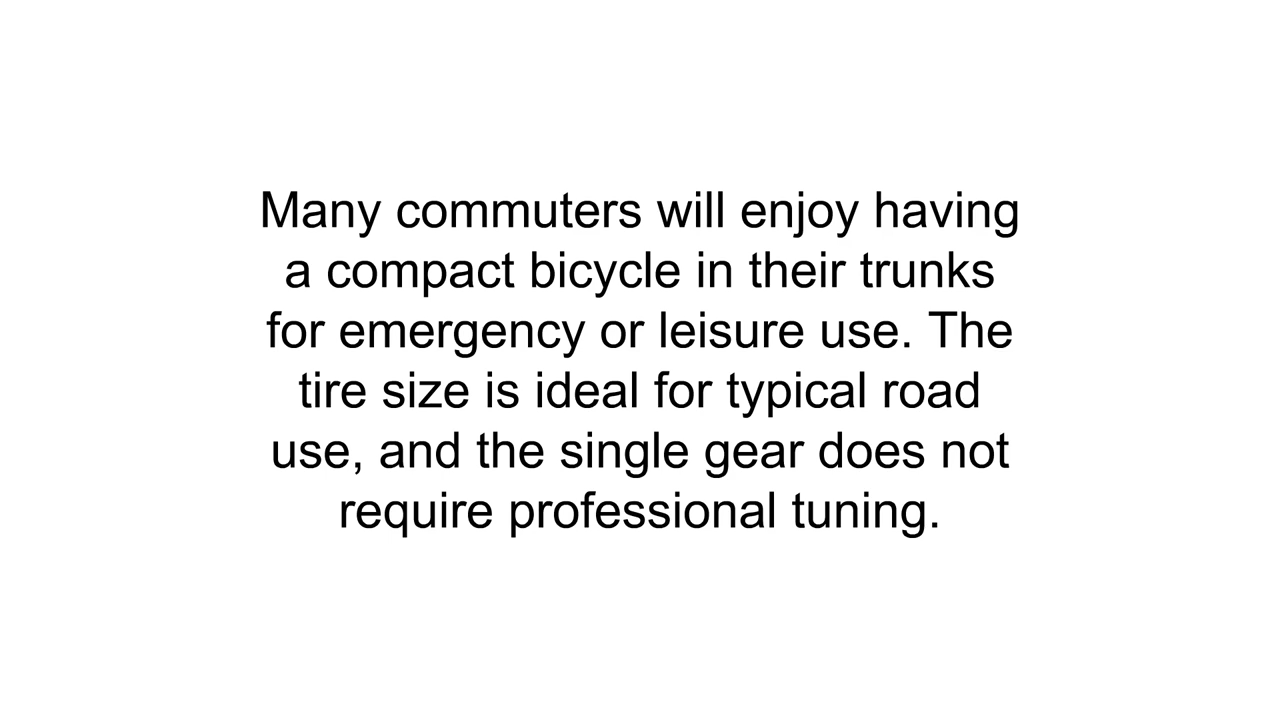 Many commuters will enjoy having
a compact bicycle in their trunks
for emergency or leisure use. The
tire size is ideal for typical road
use, and the single gear does not
require professional tuning.